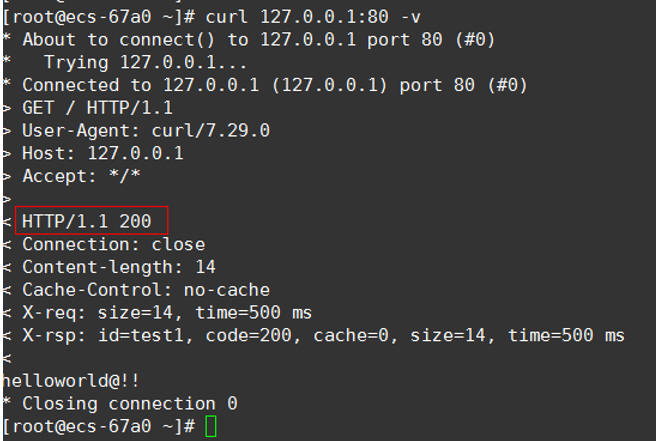 [root@ecs-67a0 ~]# curl 127.0.0.1:80 -v
* About to connect() to 127.0.0.1 port 80 (#0)
*   Trying 127.0.0.1...
* Connected to 127.0.0.1 (127.0.0.1) port 80 (#0)
> GET / HTTP/1.1
> User-Agent: curl/7.29.0
> Host: 127.0.0.1
> Accept: */*
>
< HTTP/1.1 200
< Connection: close
< Content-length: 14
< Cache-Control: no-cache
< X-req: size=14, time=500 ms
< X-rsp: id=test1, code=200, cache=0, size=14, time=500 ms
<
helloworld@!!
* Closing connection 0
[root@ecs-67a0 ~]#